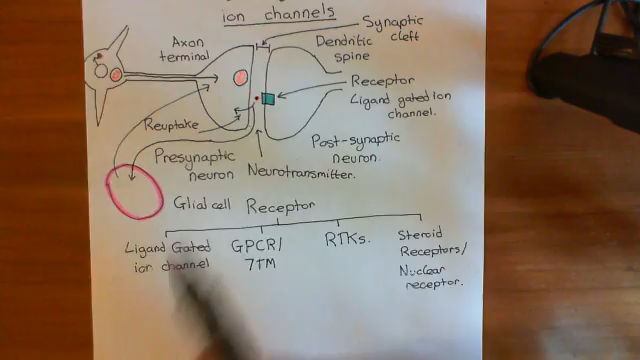 ion channels
Synaptic
cleft
Axon
terminal
Dendritic
spine
Receptor
Ligand gated ion
channel.
Reuptake
Presynaptic
neuron
Neurotransmitter.
Post-synaptic
neuron.
Glial cell
Receptor
Ligand Gated
ion channel
GPCR/
7TM
RTKs.
Steroid
Receptors/
Nuclear
receptor.